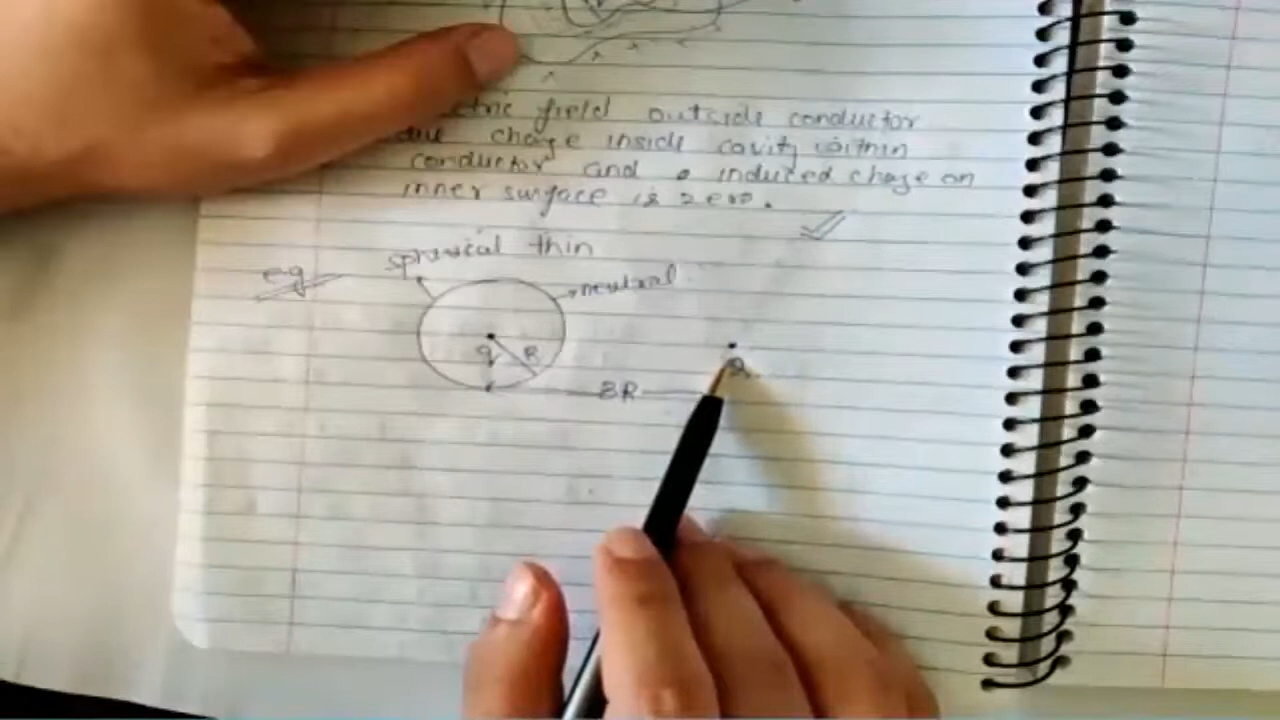 field outside conductor
due charge inside cavity within
conductor and induced charge on
inner surface is zero.
eg
spherical thin
neutral
q
R
8R